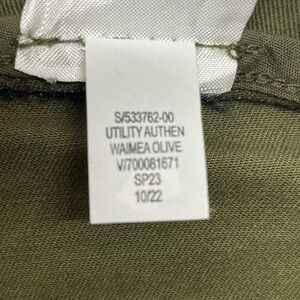 S/533762-00
UTILITY AUTHEN
WAIMEA OLIVE
V/700081671
SP23
10/22